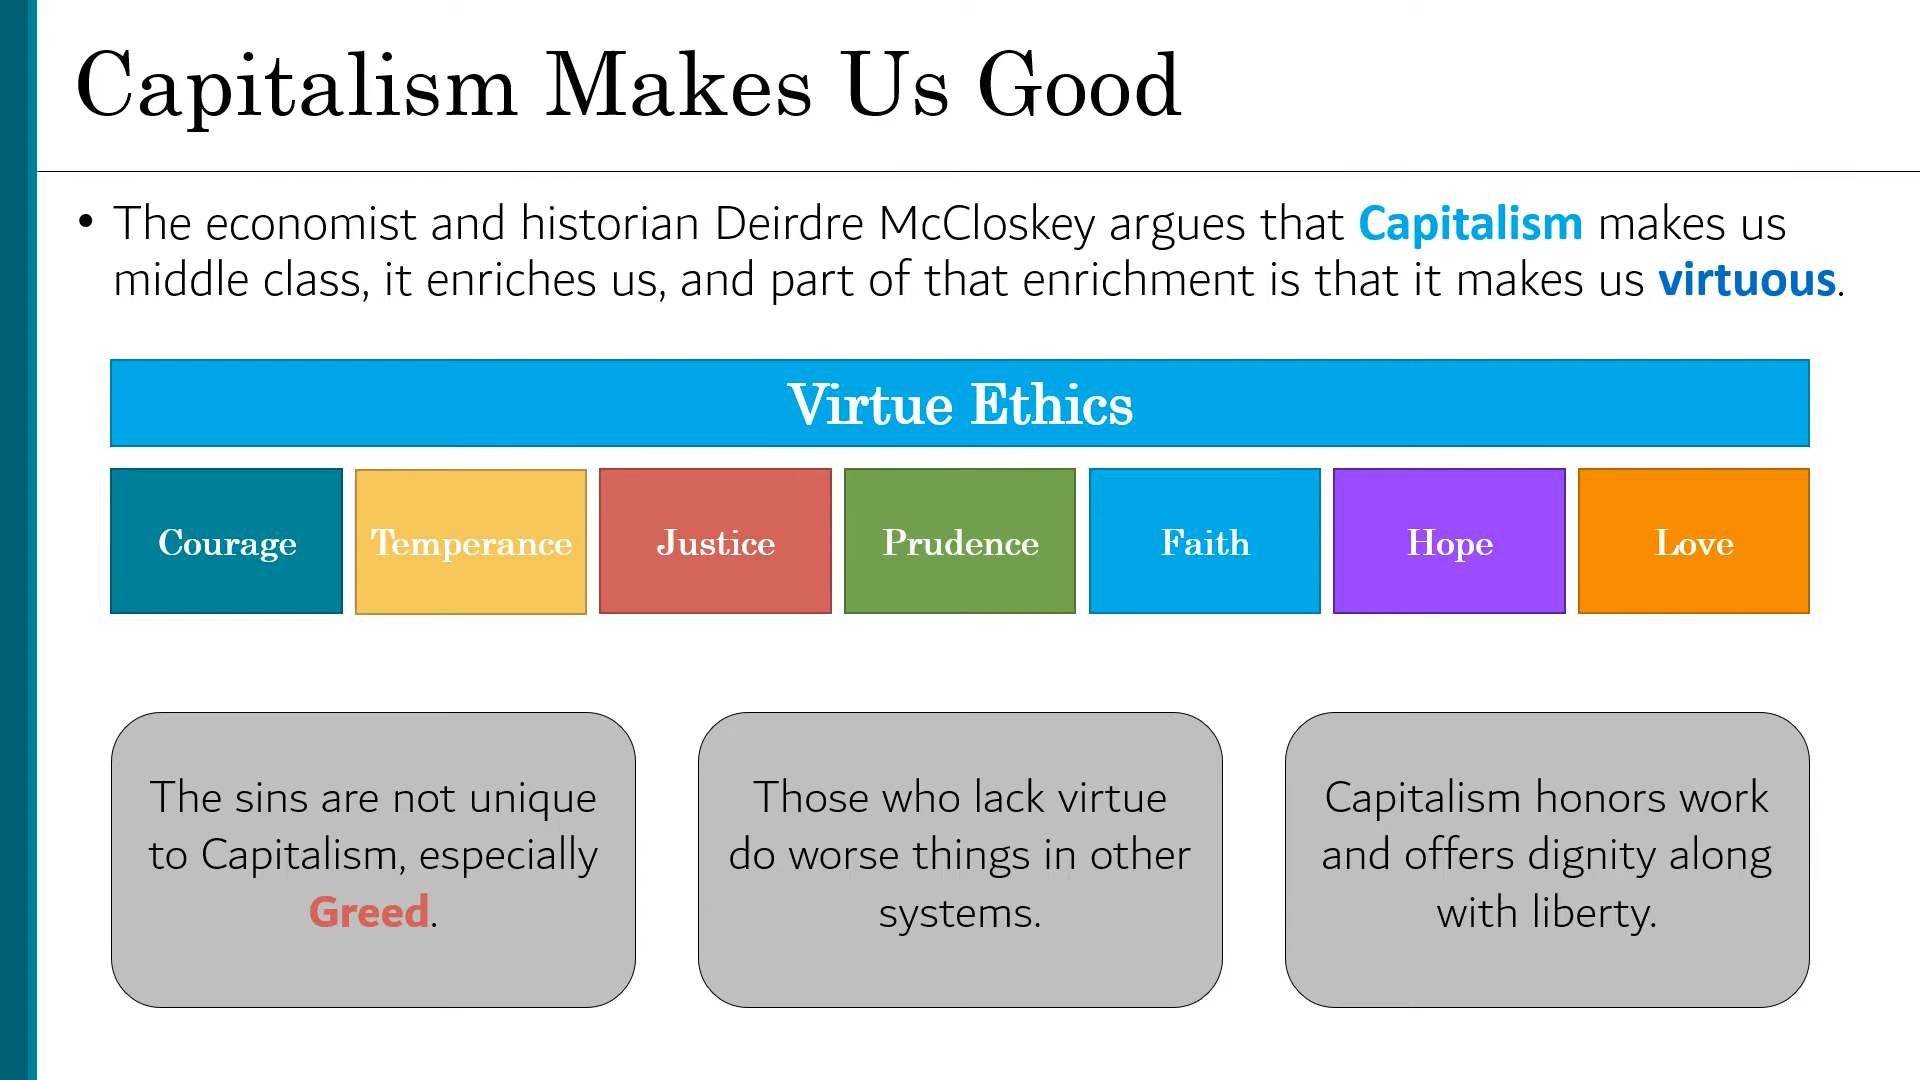 Capitalism Makes Us Good
• The economist and historian Deirdre McCloskey argues that Capitalism makes us
middle class, it enriches us, and part of that enrichment is that it makes us virtuous.
Virtue Ethics
Courage
Temperance
Justice
Prudence
Faith
Hope
Love
The sins are not unique
to Capitalism, especially
Greed.
Those who lack virtue
do worse things in other
systems.
Capitalism honors work
and offers dignity along
with liberty.